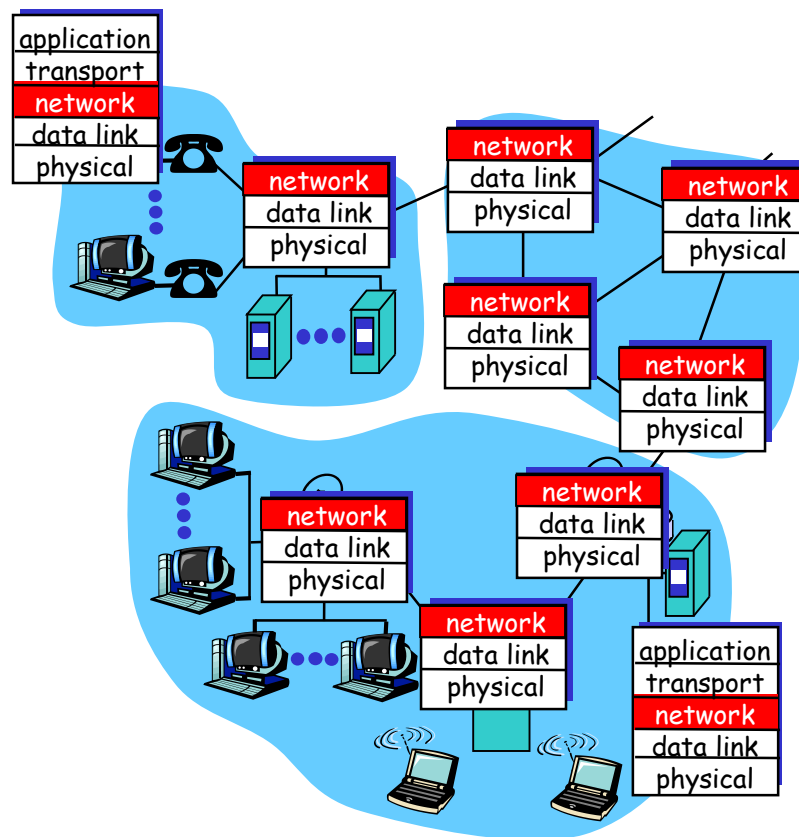 application
transport
network
data link
physical
network
data link
physical
network
data link
physical
network
data link
physical
network
data link
physical
network
data link
physical
network
data link
physical
network
data link
physical
network
data link
physical
application
transport
network
data link
physical